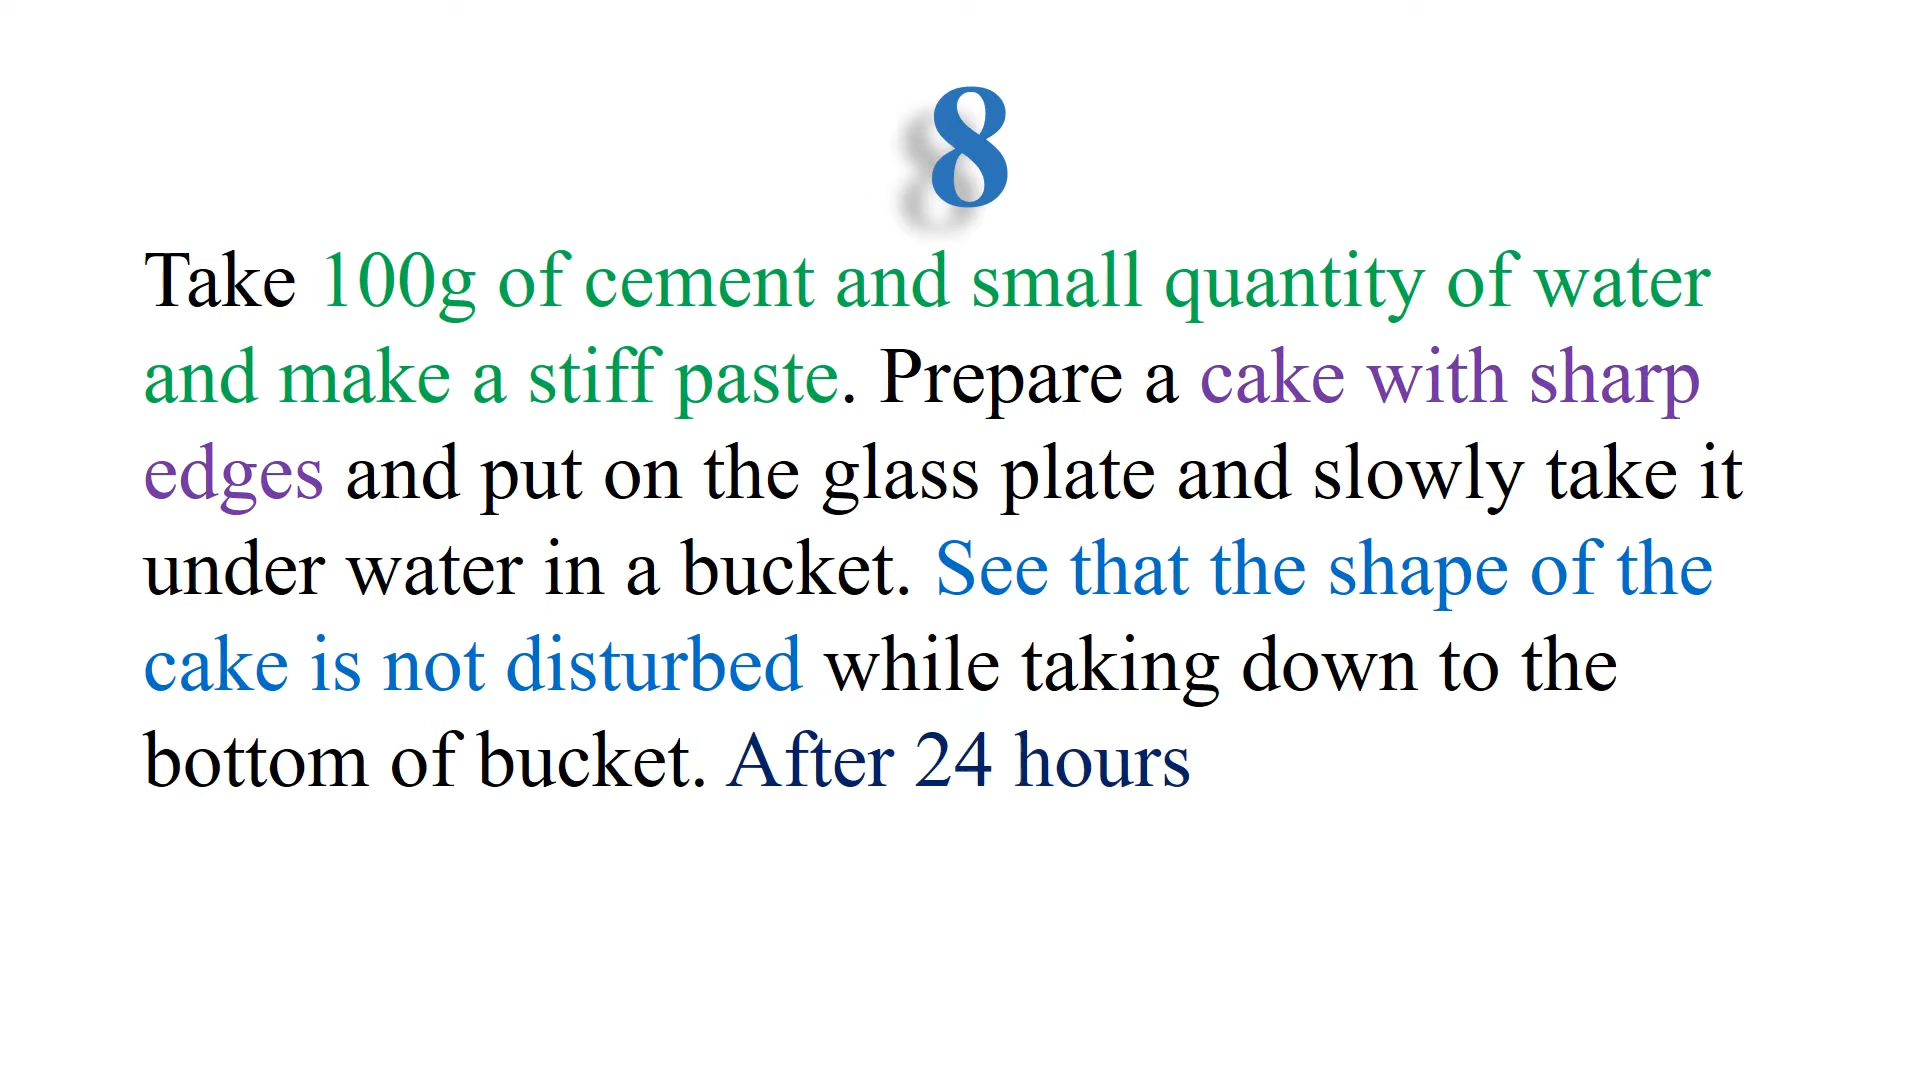 8
Take 100g of cement and small quantity of water
and make a stiff paste. Prepare a cake with sharp
edges and put on the glass plate and slowly take it
under water in a bucket. See that the shape of the
cake is not disturbed while taking down to the
bottom of bucket. After 24 hours